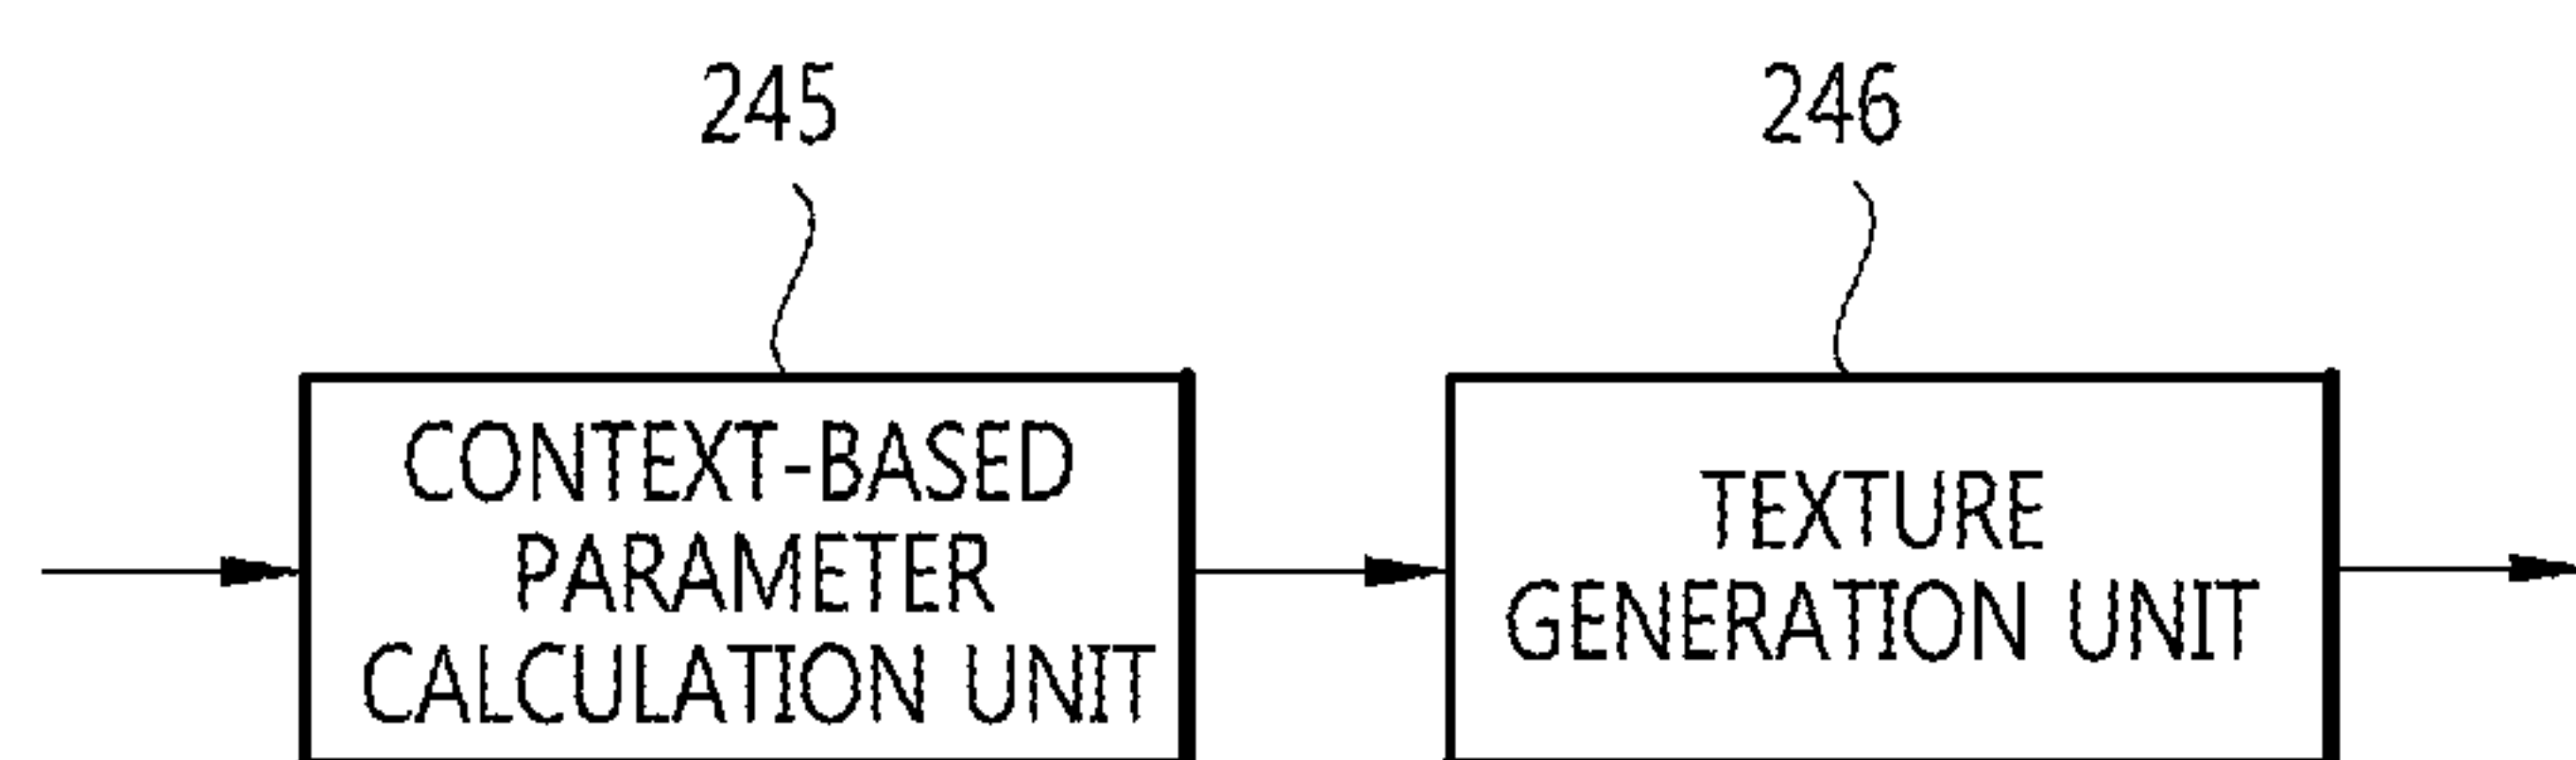 245
246
CONTEXT-BASED
PARAMETER
CALCULATION UNIT
TEXTURE
GENERATION UNIT